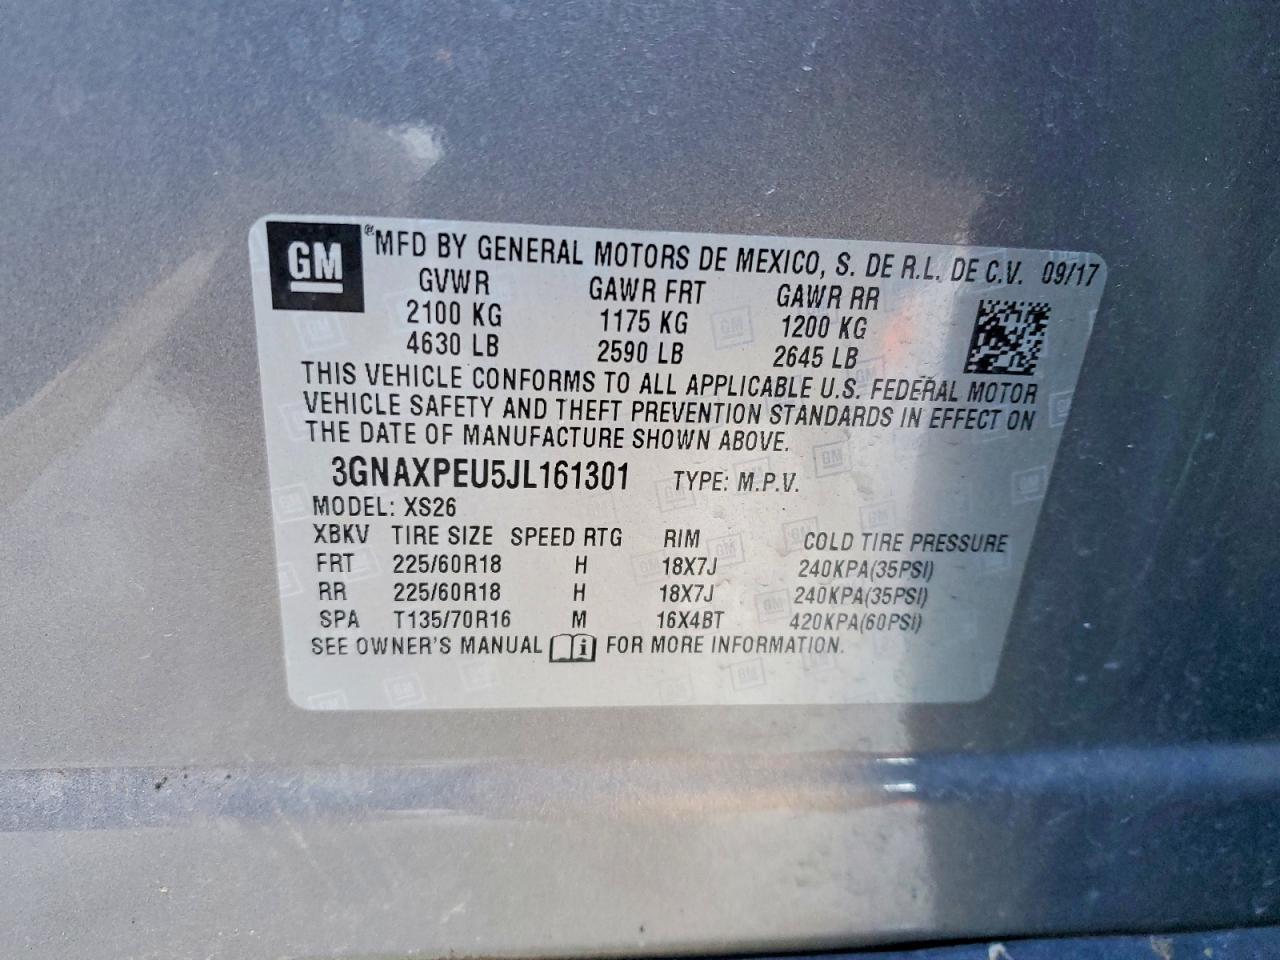 GM ® MFD BY GENERAL MOTORS DE MEXICO, S. DE R.L. DE C.V. 09/17
GVWR GAWR FRT GAWR RR
2100 KG 1175 KG 1200 KG
4630 LB 2590 LB 2645 LB
THIS VEHICLE CONFORMS TO ALL APPLICABLE U.S. FEDERAL MOTOR
VEHICLE SAFETY AND THEFT PREVENTION STANDARDS IN EFFECT ON
THE DATE OF MANUFACTURE SHOWN ABOVE.
3GNAXPEU5JL161301 TYPE: M.P.V.
MODEL: XS26
XBKV TIRE SIZE SPEED RTG RIM COLD TIRE PRESSURE
FRT 225/60R18 H 18X7J 240KPA(35PSI)
RR 225/60R18 H 18X7J 240KPA(35PSI)
SPA T135/70R16 M 16X4BT 420KPA(60PSI)
SEE OWNER'S MANUAL i FOR MORE INFORMATION.